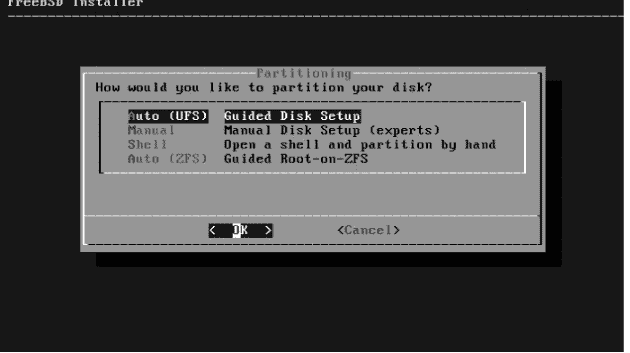 FreeBSD Installer
Partitioning
How would you like to partition your disk?
Auto (UFS) Guided Disk Setup
Manual Manual Disk Setup (experts)
Shell Open a shell and partition by hand
Auto (ZFS) Guided Root-on-ZFS
< OK > <Cancel>